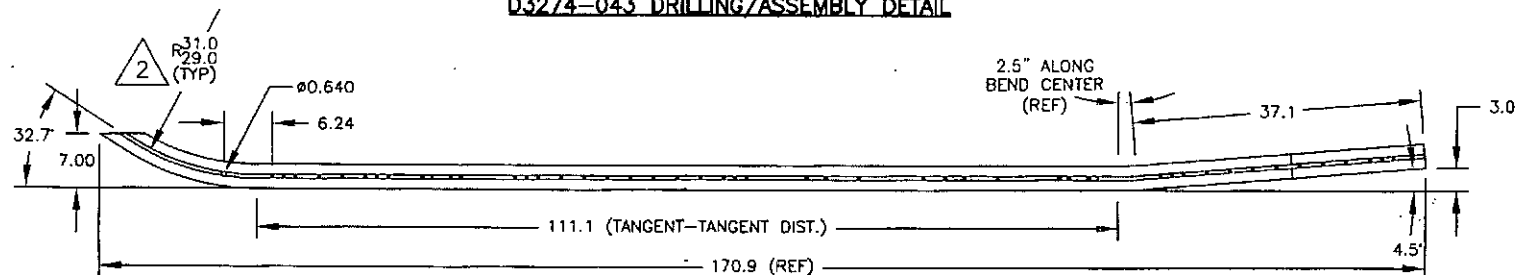 D3274-043 DRILLING/ASSEMBLY DETAIL
2
R31.0
29.0
(TYP)
ø0.640
6.24
32.7°
7.00
2.5" ALONG
BEND CENTER
(REF)
37.1
3.0
111.1 (TANGENT-TANGENT DIST.)
4.5°
170.9 (REF)